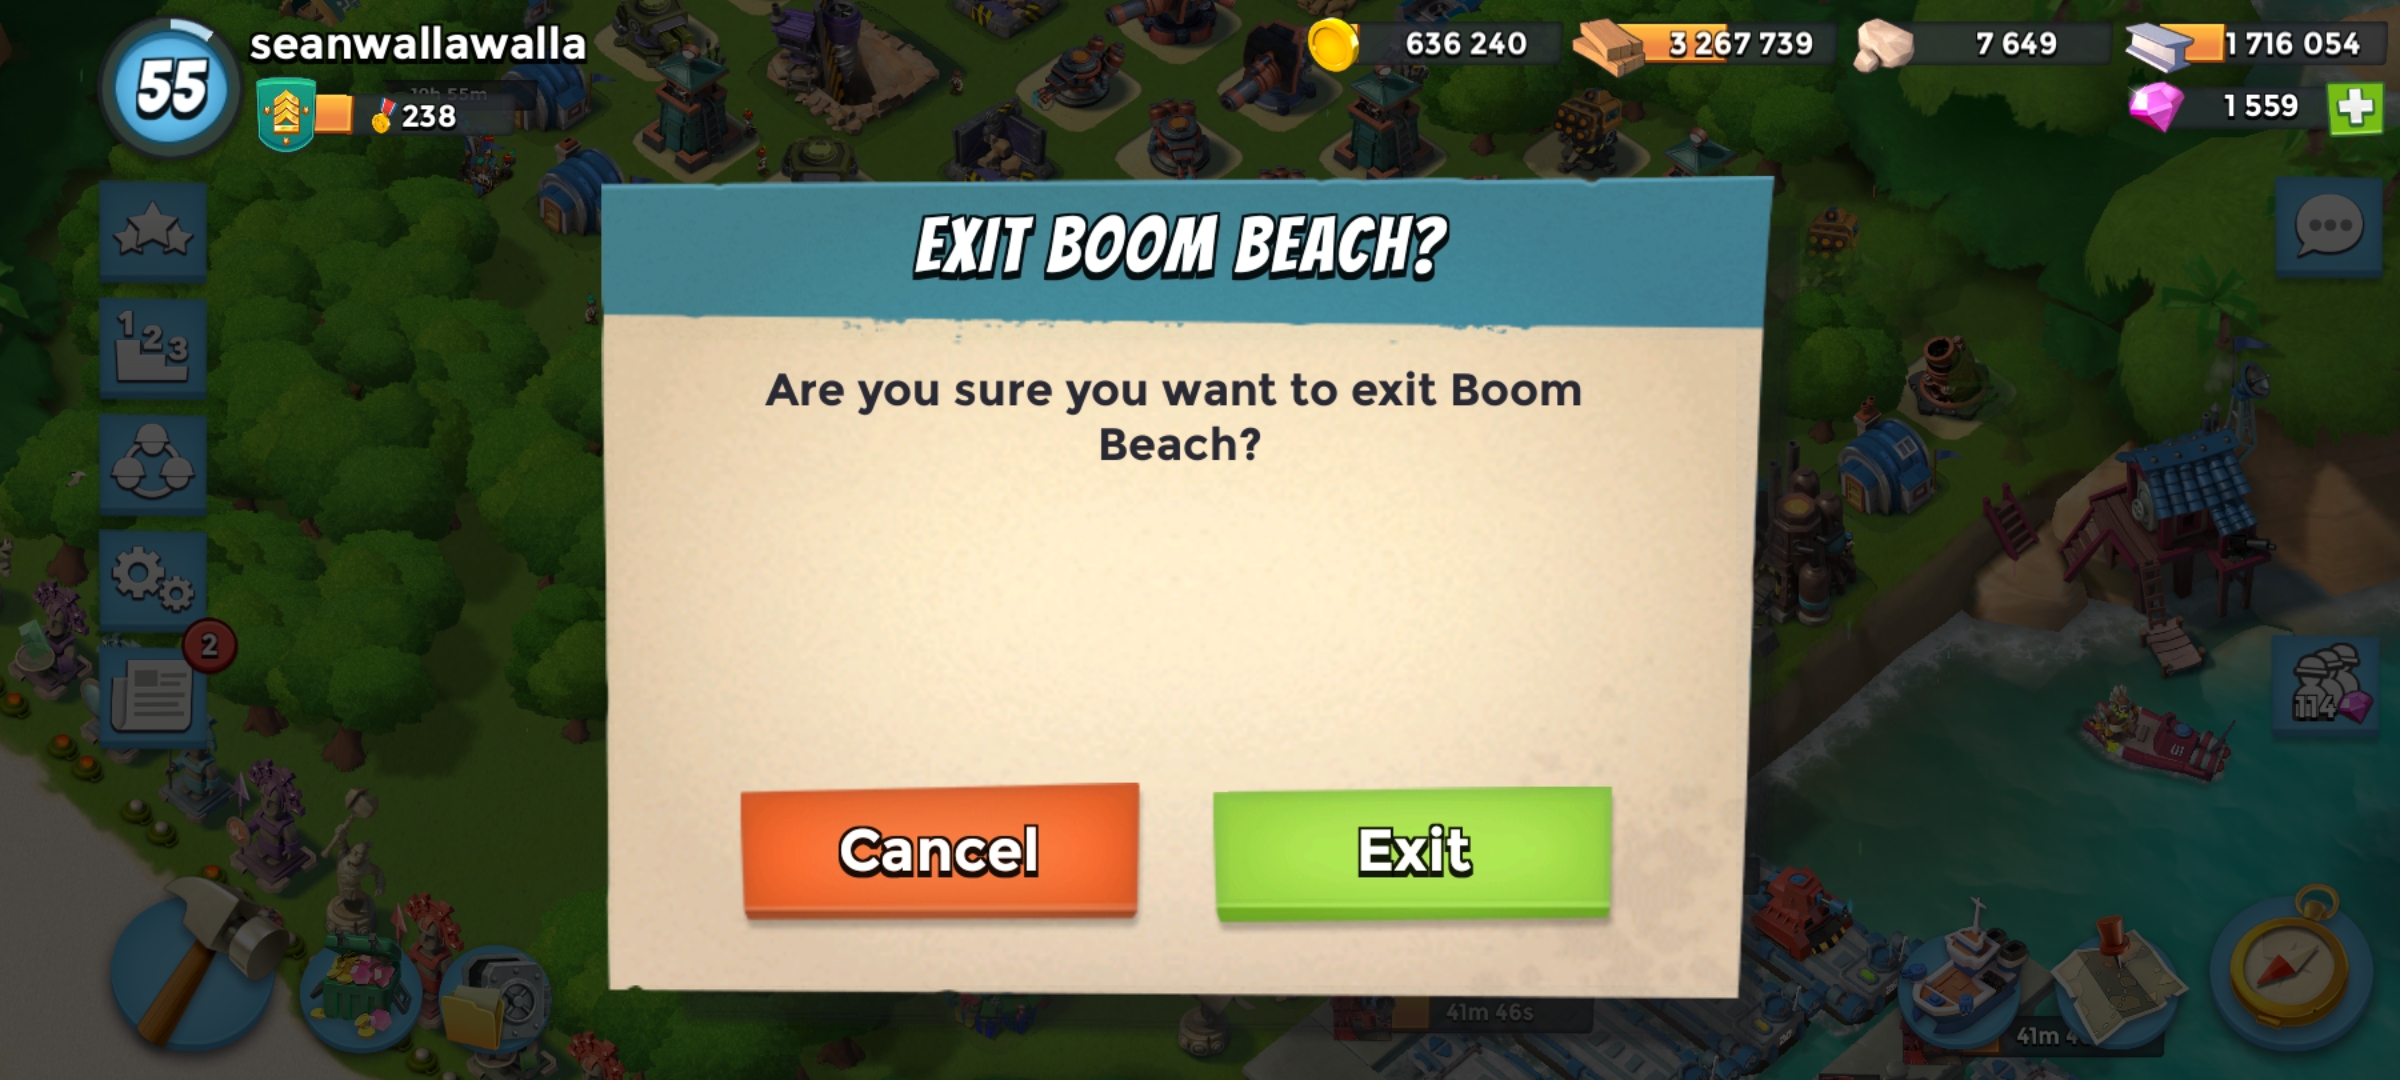 55
seanwallawalla
238
636 240
3 267 739
7 649
1 716 054
1 559
EXIT BOOM BEACH?
Are you sure you want to exit Boom
Beach?
123
2
114
Cancel
Exit
41m 46s
41m